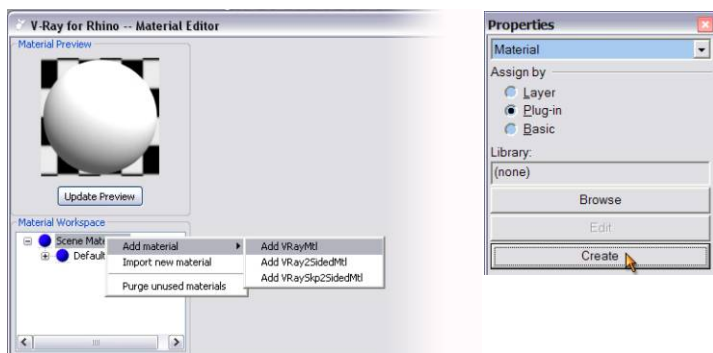 V-Ray for Rhino -- Material Editor
Material Preview
Update Preview
Material Workspace
Scene Mat
Default
Add material
Import new material
Purge unused materials
Add VRayMtl
Add VRay2SidedMtl
Add VRaySkp2SidedMtl
Properties
Material
Assign by
Layer
Plug-in
Basic
Library:
(none)
Browse
Edit
Create